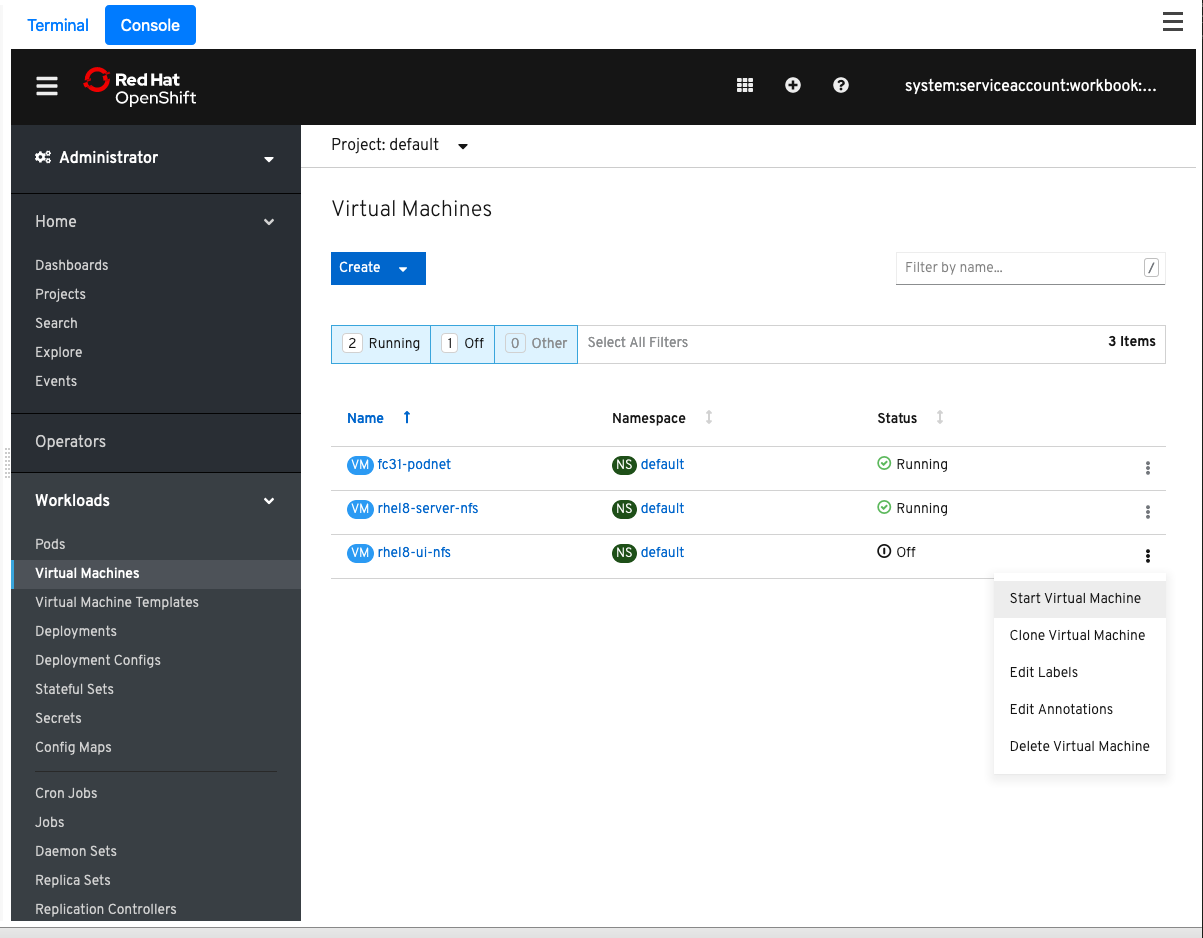 Terminal Console
Red Hat
OpenShift
system:serviceaccount:workbook:...
Administrator
Home
Dashboards
Projects
Search
Explore
Events
Operators
Workloads
Pods
Virtual Machines
Virtual Machine Templates
Deployments
Deployment Configs
Stateful Sets
Secrets
Config Maps
Cron Jobs
Jobs
Daemon Sets
Replica Sets
Replication Controllers
Project: default
Virtual Machines
Create
Filter by name... /
2 Running 1 Off 0 Other Select All Filters 3 Items
Name Namespace Status
VM fc31-podnet NS default Running
VM rhel8-server-nfs NS default Running
VM rhel8-ui-nfs NS default Off
Start Virtual Machine
Clone Virtual Machine
Edit Labels
Edit Annotations
Delete Virtual Machine